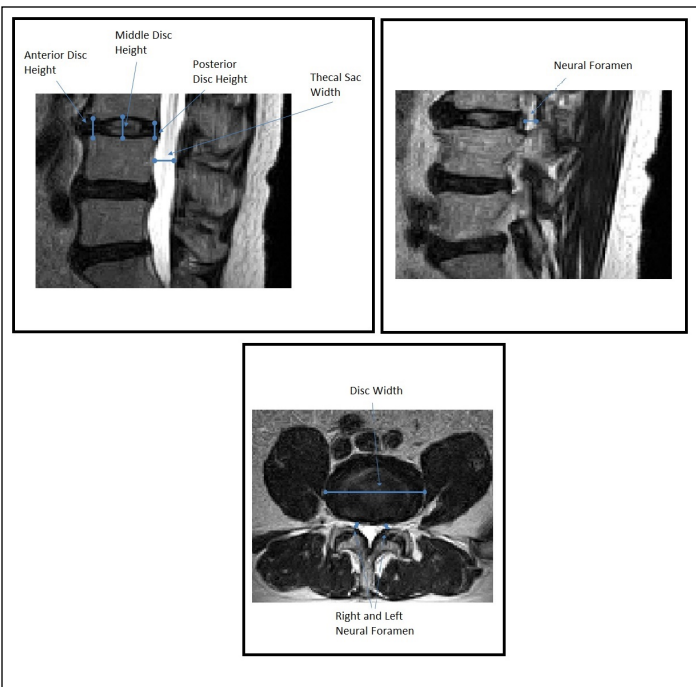 Anterior Disc
Height
Middle Disc
Height
Posterior
Disc Height
Thecal Sac
Width
Neural Foramen
Disc Width
Right and Left
Neural Foramen